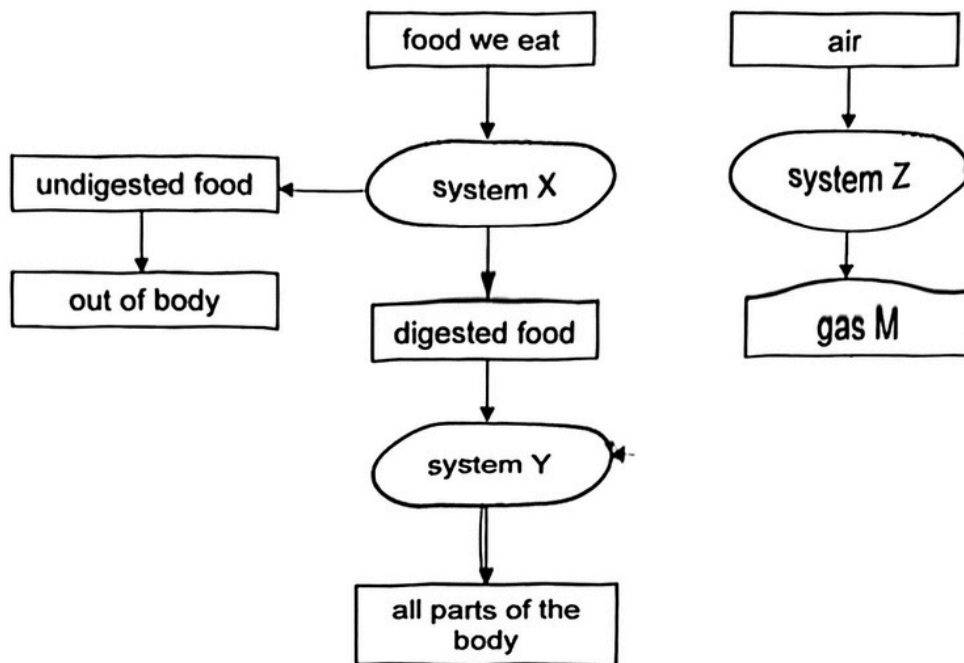 food we eat
air
system X
system Z
undigested food
out of body
gas M
digested food
system Y
all parts of the
body